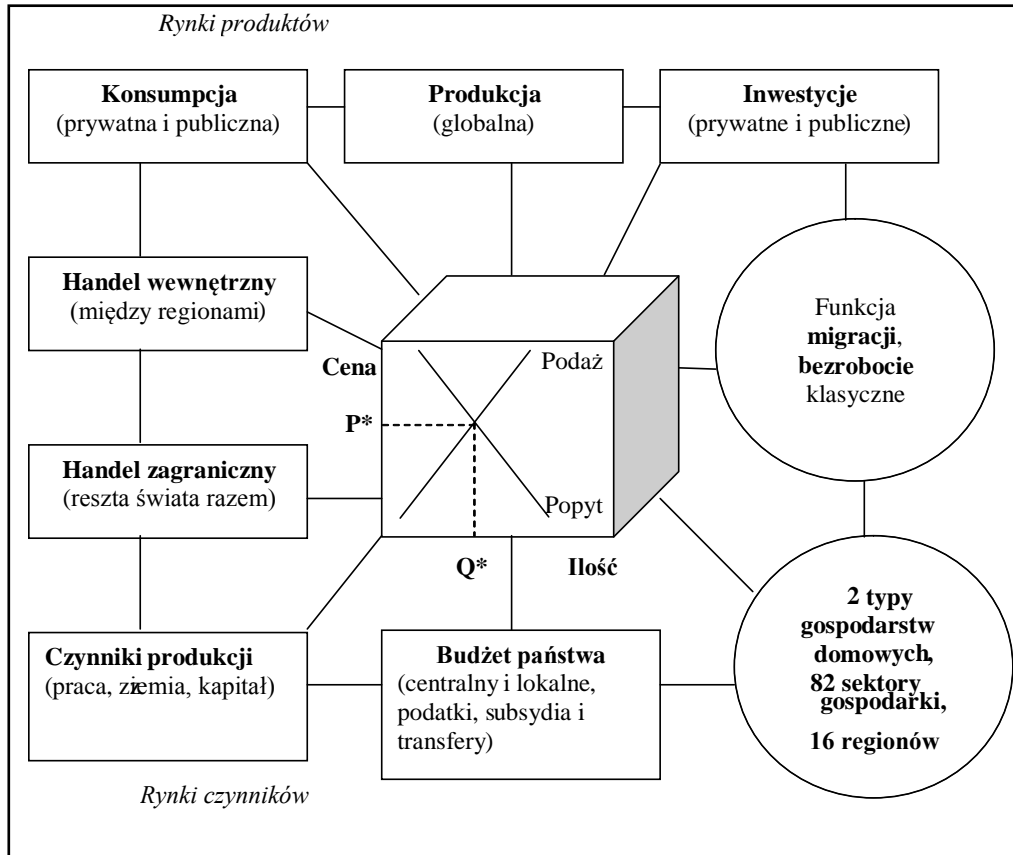 Rynki produktów
Konsumpcja
(prywatna i publiczna)
Produkcja
(globalna)
Inwestycje
(prywatne i publiczne)
Handel wewnętrzny
(między regionami)
Funkcja
migracji,
bezrobocie
klasyczne
Cena
Podaż
P*
Handel zagraniczny
(reszta świata razem)
Popyt
Q*
Ilość
Czynniki produkcji
(praca, ziemia, kapitał)
Budżet państwa
(centralny i lokalne,
podatki, subsydia i
transfery)
2 typy
gospodarstw
domowych,
82 sektory
gospodarki,
16 regionów
Rynki czynników